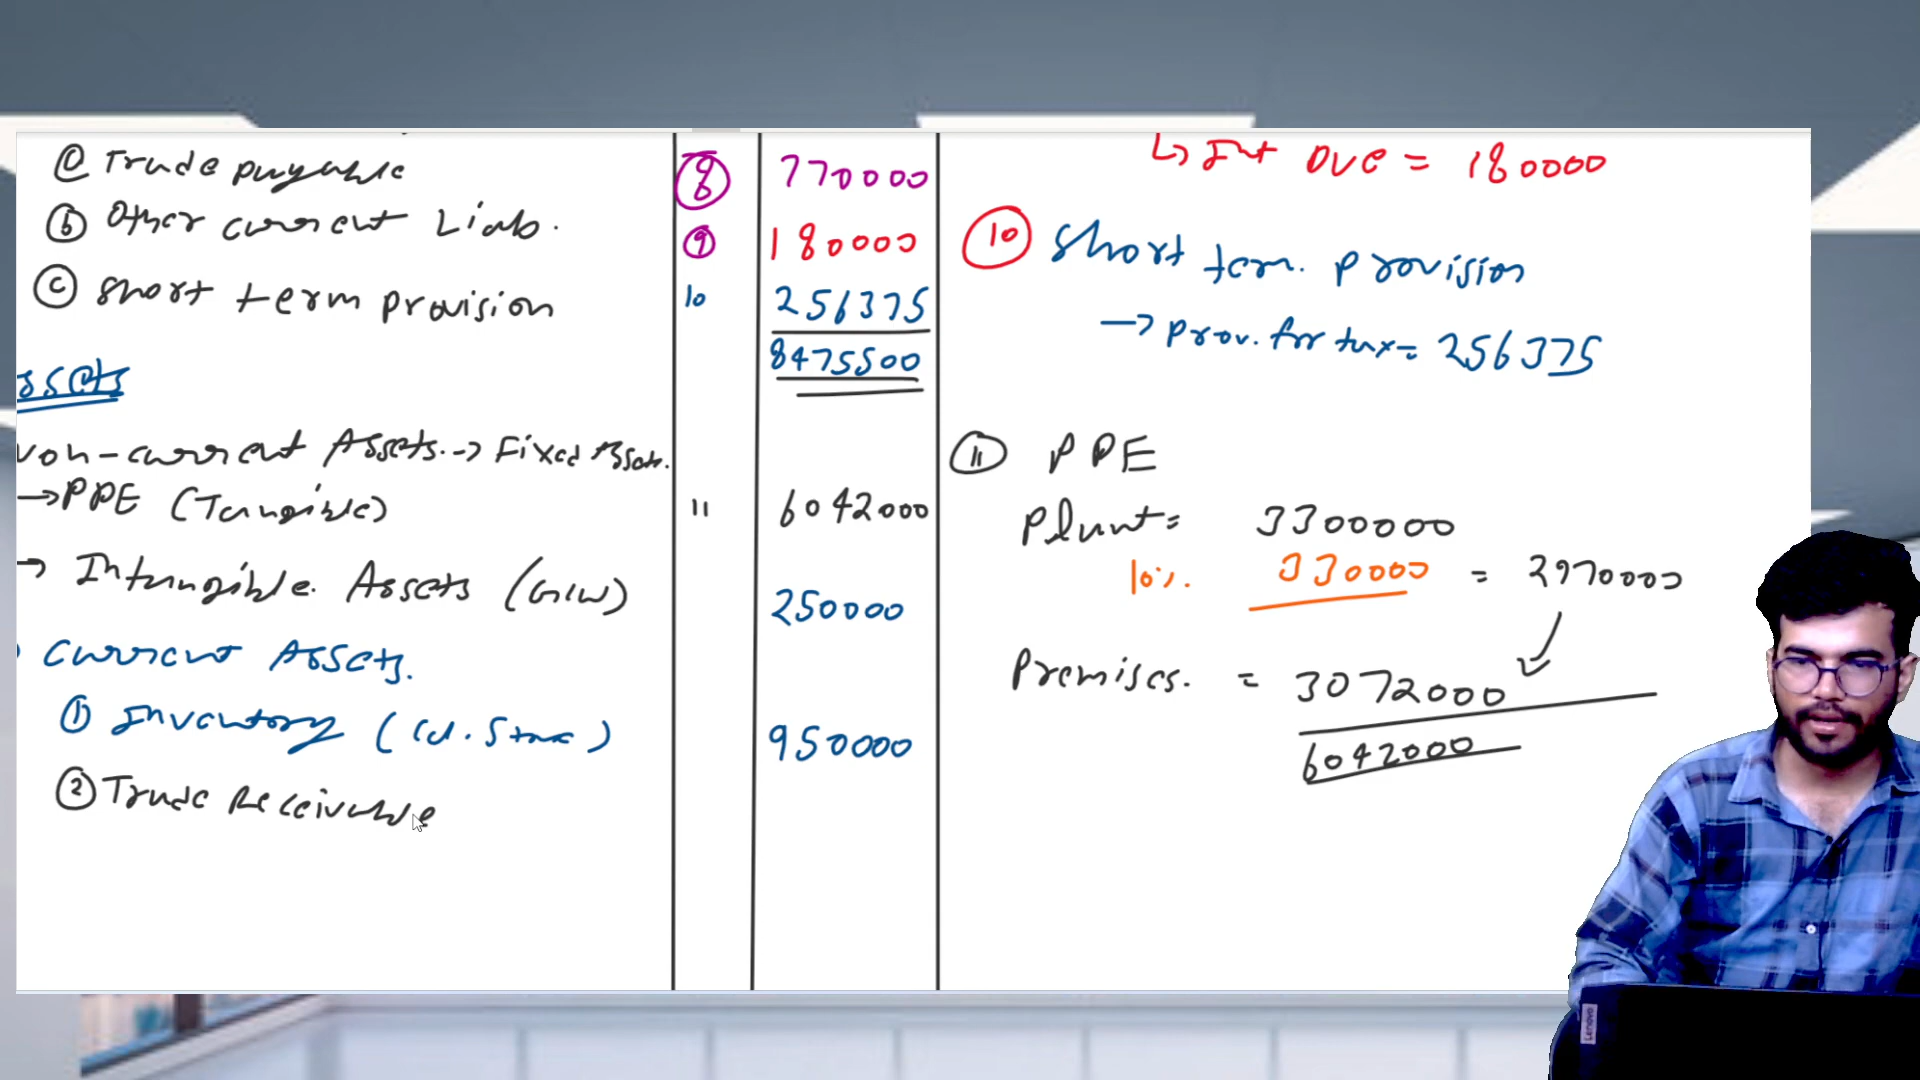 ⓐ Trade payable 8 770000
ⓑ Other current Liab. 9 180000
ⓒ short term provision 10 256375
8475500
ssets
non-current Assets. → Fixed Assets.
→ PPE (Tangible) 11 6042000
→ Intangible Assets (G/W) 250000
Current Assets.
① Inventory (Cl. Stock) 950000
② Trade Receivable
↳ Int Due = 180000
⑩ Short term. provision
→ prov. for tax = 256375
⑪ PPE
Plant = 3300000
10%. 330000 = 2970000
Premises. = 3072000
6042000
Lenovo